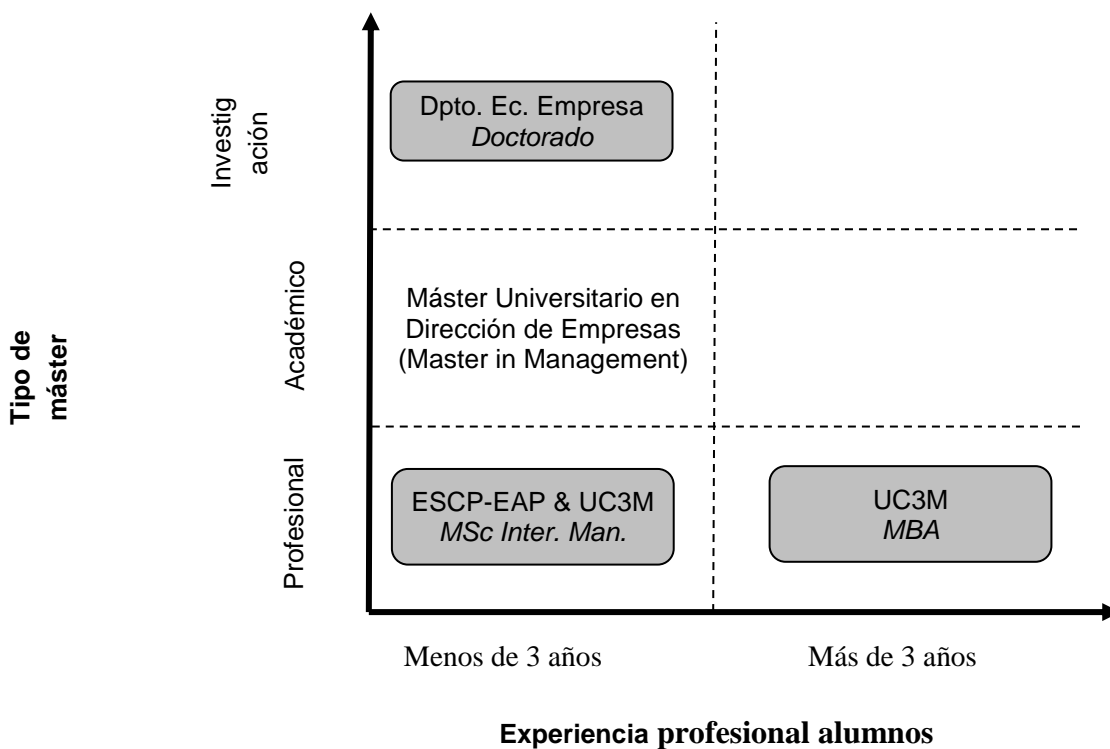 Investig
ación
Dpto. Ec. Empresa
Doctorado
Tipo de
máster
Académico
Máster Universitario en
Dirección de Empresas
(Master in Management)
Profesional
ESCP-EAP & UC3M
MSc Inter. Man.
UC3M
MBA
Menos de 3 años
Más de 3 años
Experiencia profesional alumnos